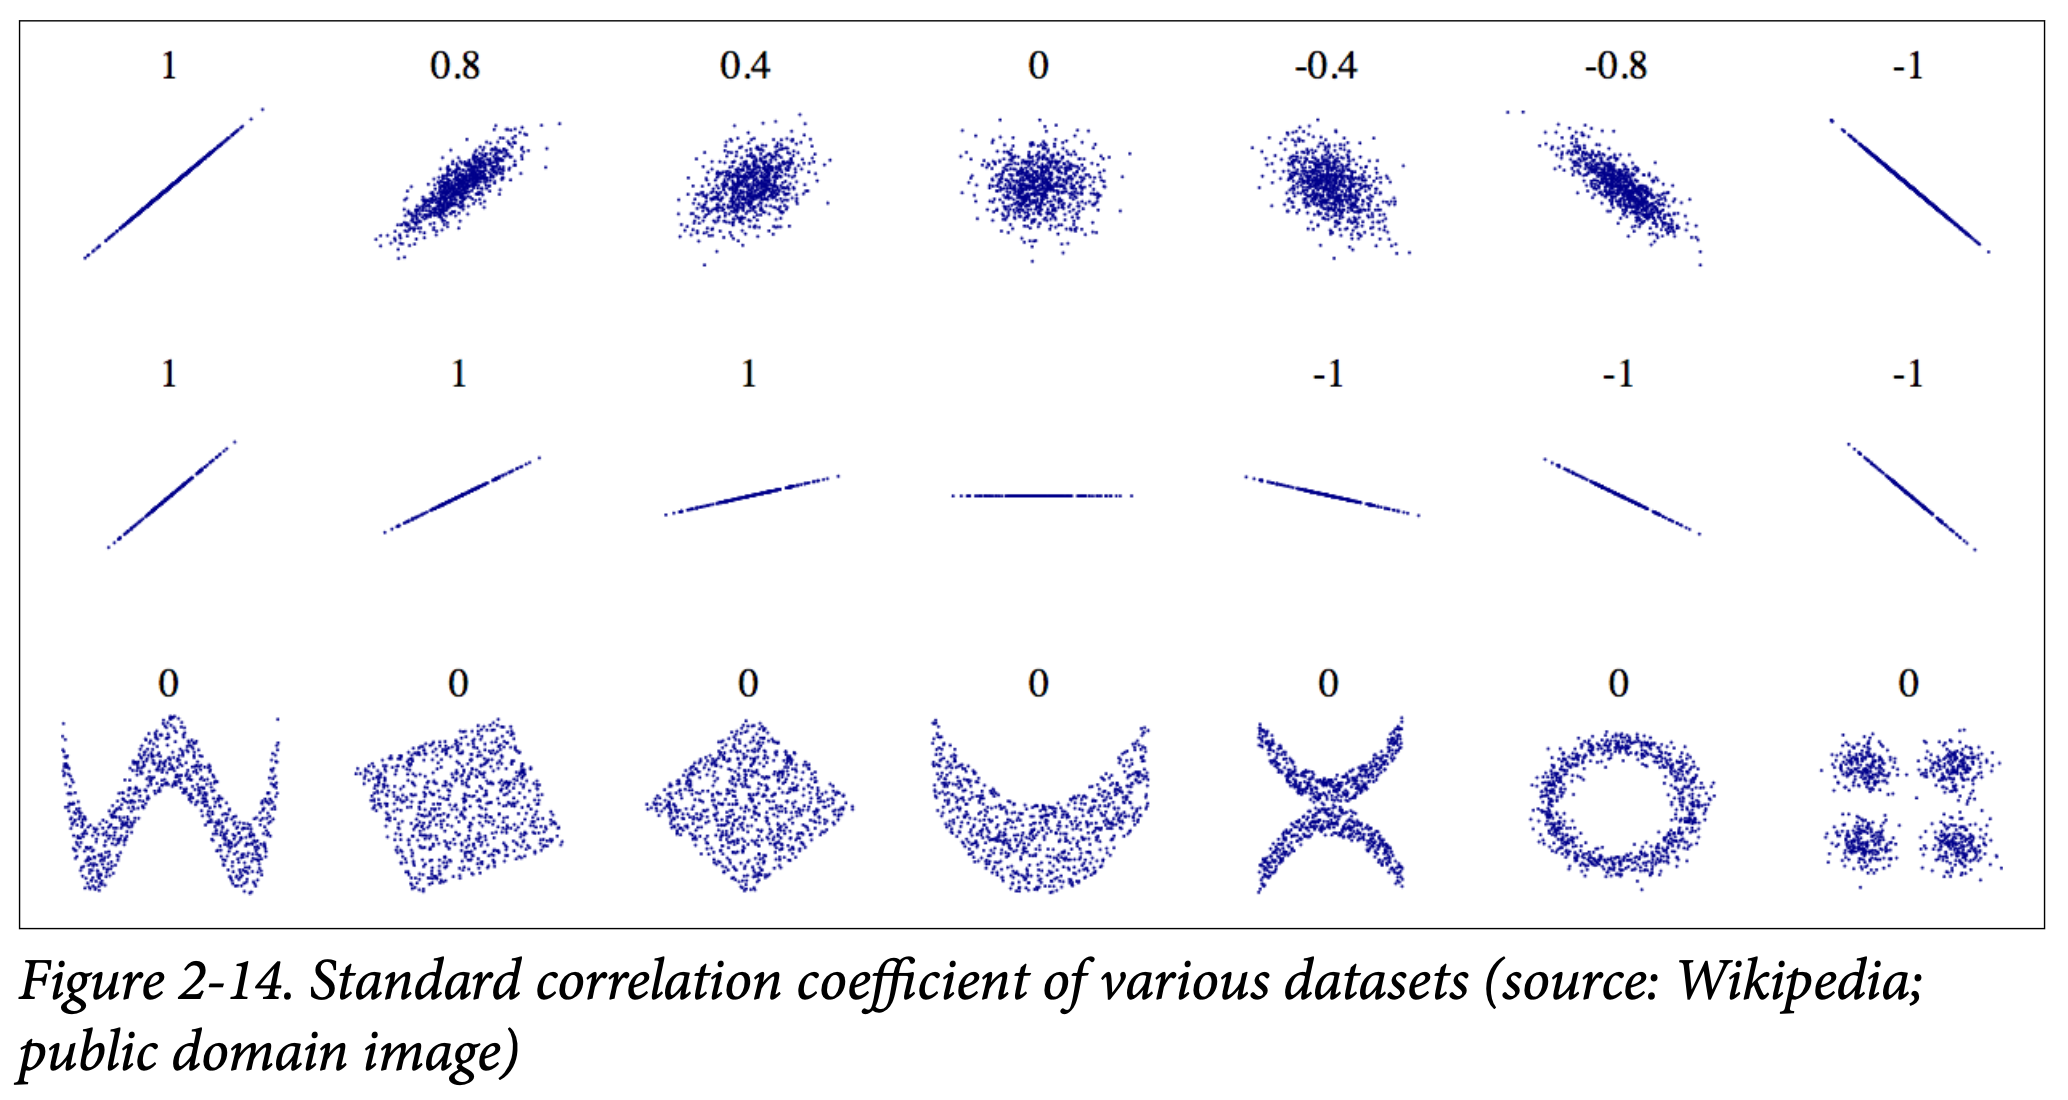 1 0.8 0.4 0 -0.4 -0.8 -1
1 1 1 -1 -1 -1
0 0 0 0 0 0 0
Figure 2-14. Standard correlation coefficient of various datasets (source: Wikipedia;
public domain image)